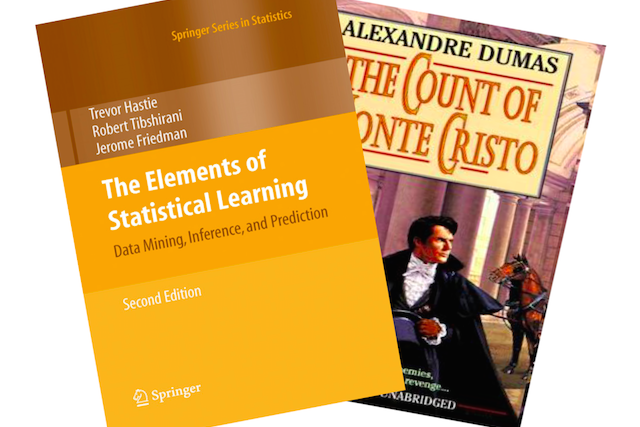 Springer Series in Statistics
Trevor Hastie
Robert Tibshirani
Jerome Friedman
The Elements of
Statistical Learning
Data Mining, Inference, and Prediction
Second Edition
Springer
ALEXANDRE DUMAS
THE COUNT OF
ONTE CRISTO
emies,
revenge...
UNABRIDGED